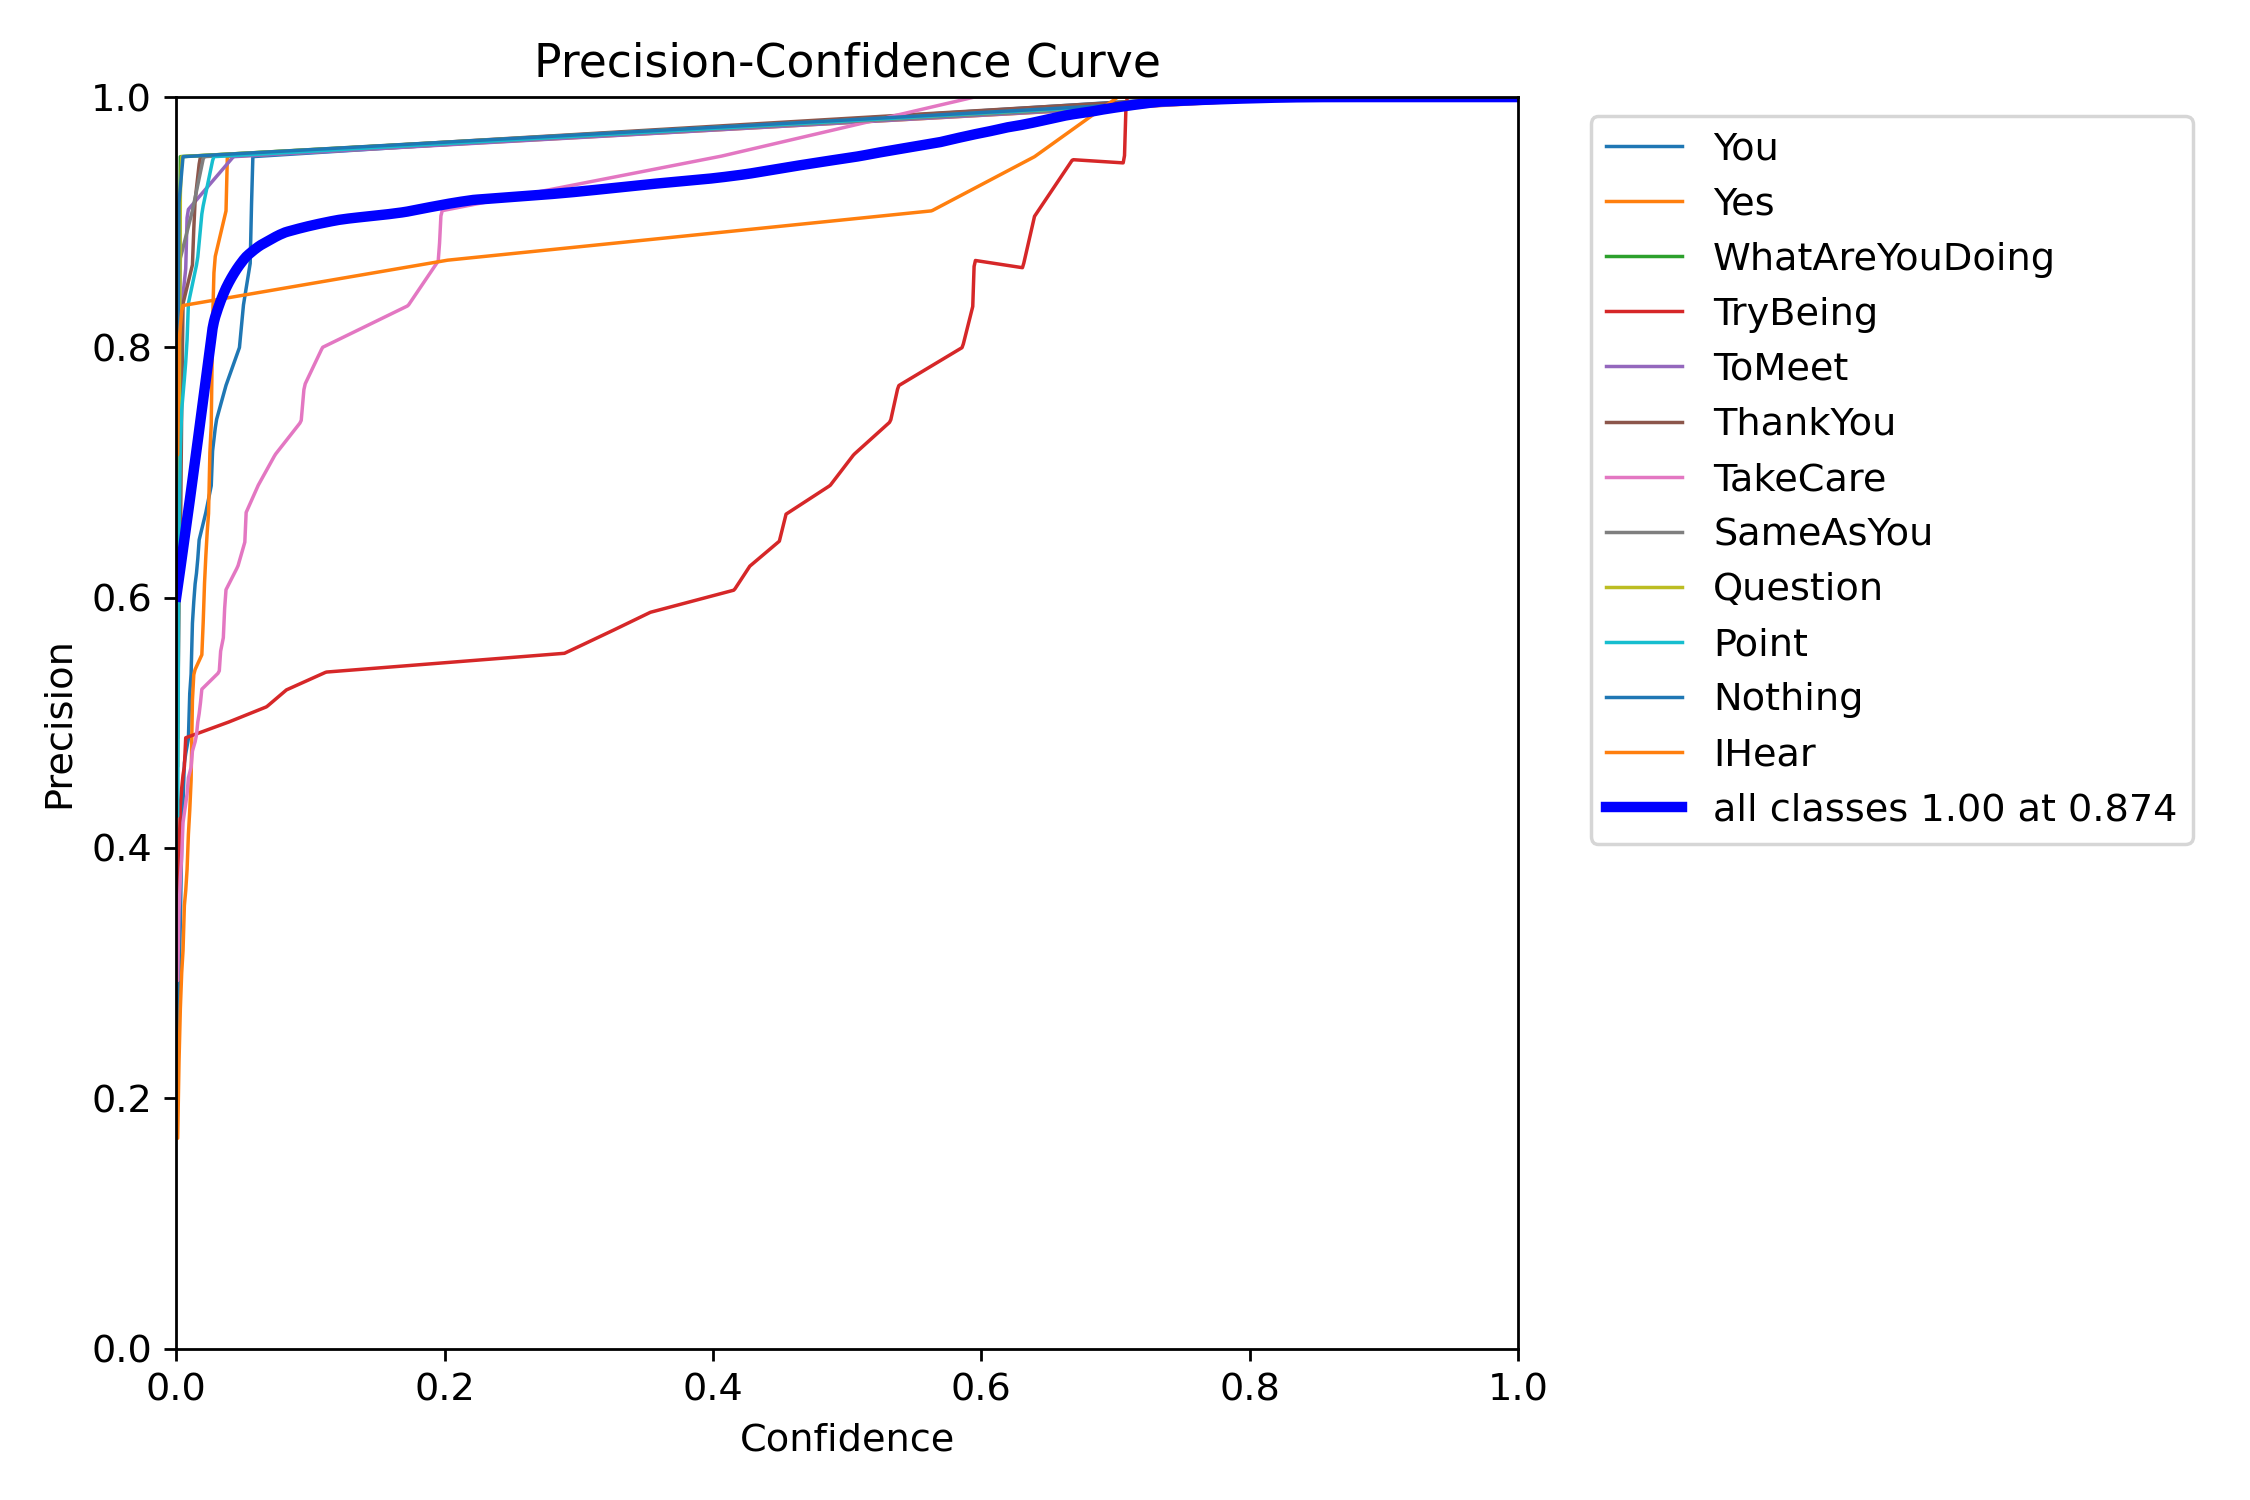 Precision-Confidence Curve
1.0
0.8
0.6
0.4
0.2
0.0
Precision
0.0 0.2 0.4 0.6 0.8 1.0
Confidence
You
Yes
WhatAreYouDoing
TryBeing
ToMeet
ThankYou
TakeCare
SameAsYou
Question
Point
Nothing
IHear
all classes 1.00 at 0.874